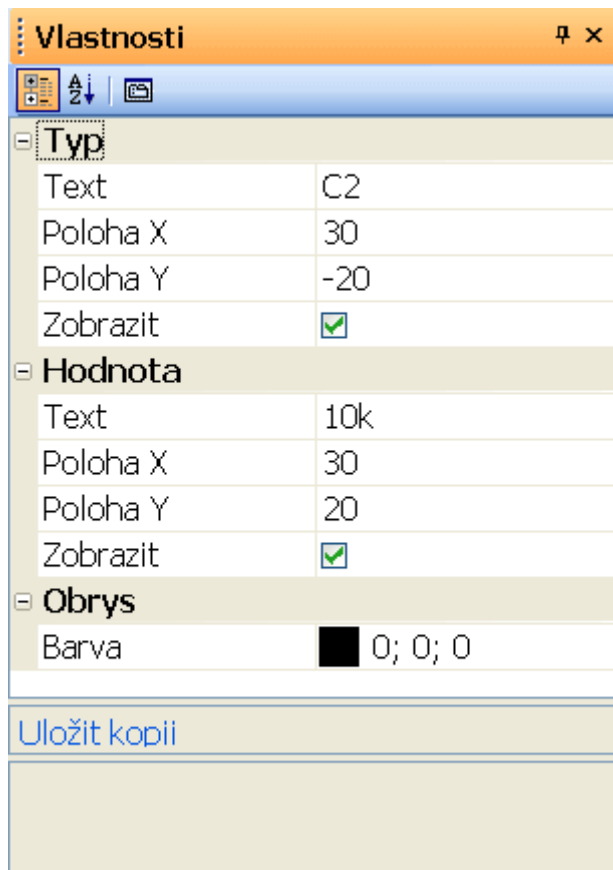 Vlastnosti
Typ
Text C2
Poloha X 30
Poloha Y -20
Zobrazit
Hodnota
Text 10k
Poloha X 30
Poloha Y 20
Zobrazit
Obrys
Barva 0; 0; 0
Uložit kopii